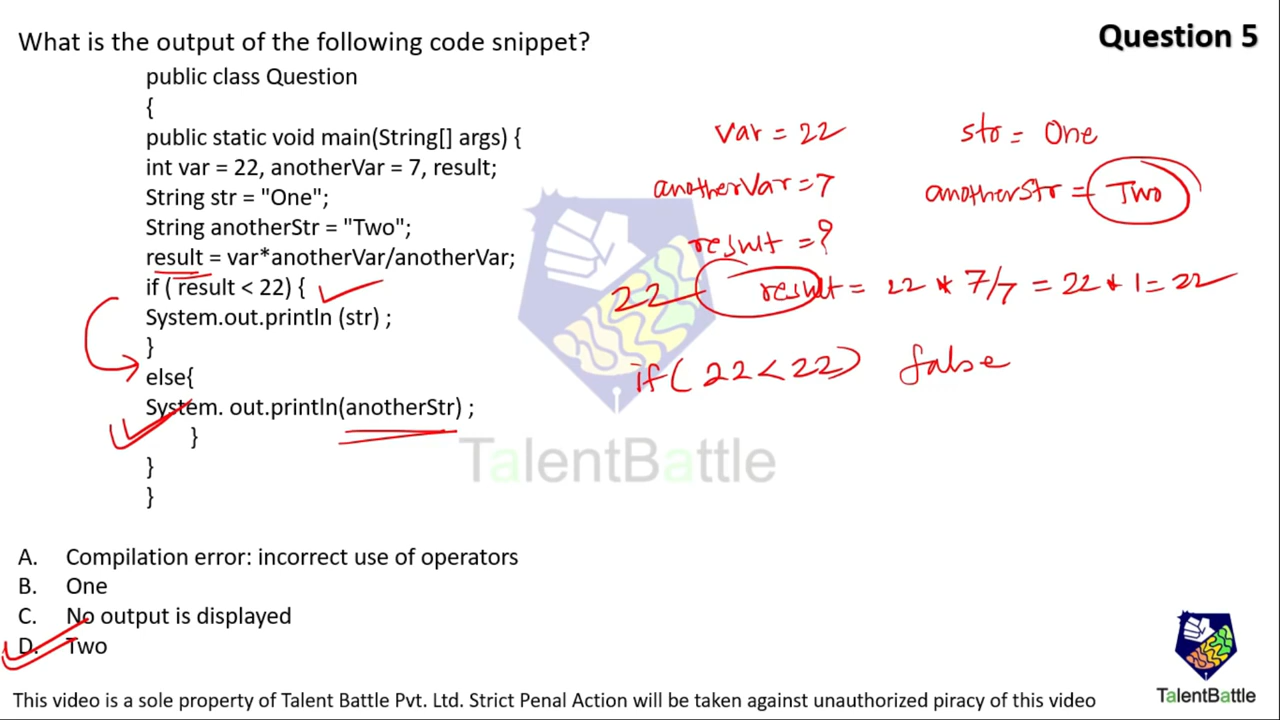 What is the output of the following code snippet?
Question 5
public class Question
{
public static void main(String[] args) {
int var = 22, anotherVar = 7, result;
String str = "One";
String anotherStr = "Two";
result = var*anotherVar/anotherVar;
if ( result < 22) {
System.out.println (str) ;
}
else{
System. out.println(anotherStr) ;
}
}
}
var = 22
str = One
anotherVar = 7
anotherStr = Two
result = ?
22
result = 22 * 7/7 = 22 * 1 = 22
if ( 22 < 22) false
TalentBattle
A. Compilation error: incorrect use of operators
B. One
C. No output is displayed
D. Two
TalentBattle
This video is a sole property of Talent Battle Pvt. Ltd. Strict Penal Action will be taken against unauthorized piracy of this video